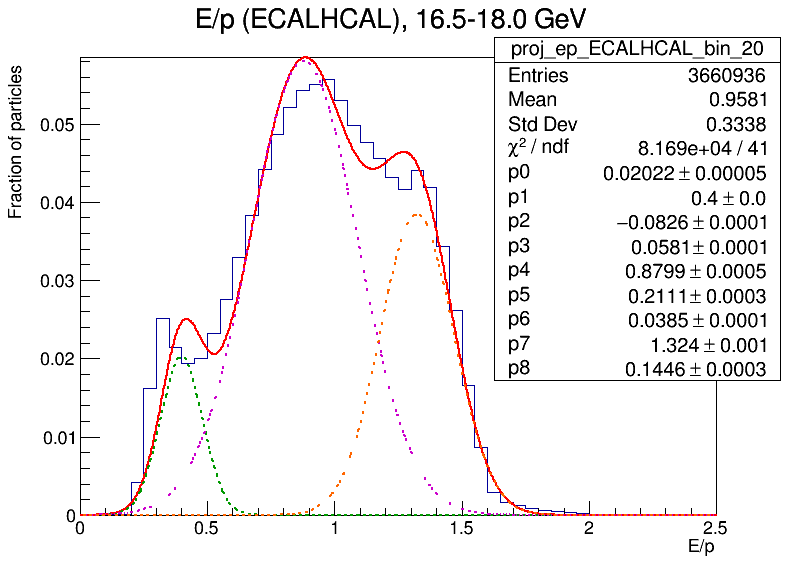 E/p (ECALHCAL), 16.5-18.0 GeV
proj_ep_ECALHCAL_bin_20
Entries 3660936
Mean 0.9581
Std Dev 0.3338
χ² / ndf 8.169e+04 / 41
p0 0.02022 ± 0.00005
p1 0.4 ± 0.0
p2 −0.0826 ± 0.0001
p3 0.0581 ± 0.0001
p4 0.8799 ± 0.0005
p5 0.2111 ± 0.0003
p6 0.0385 ± 0.0001
p7 1.324 ± 0.001
p8 0.1446 ± 0.0003
Fraction of particles
0.05
0.04
0.03
0.02
0.01
0
0 0.5 1 1.5 2 2.5
E/p